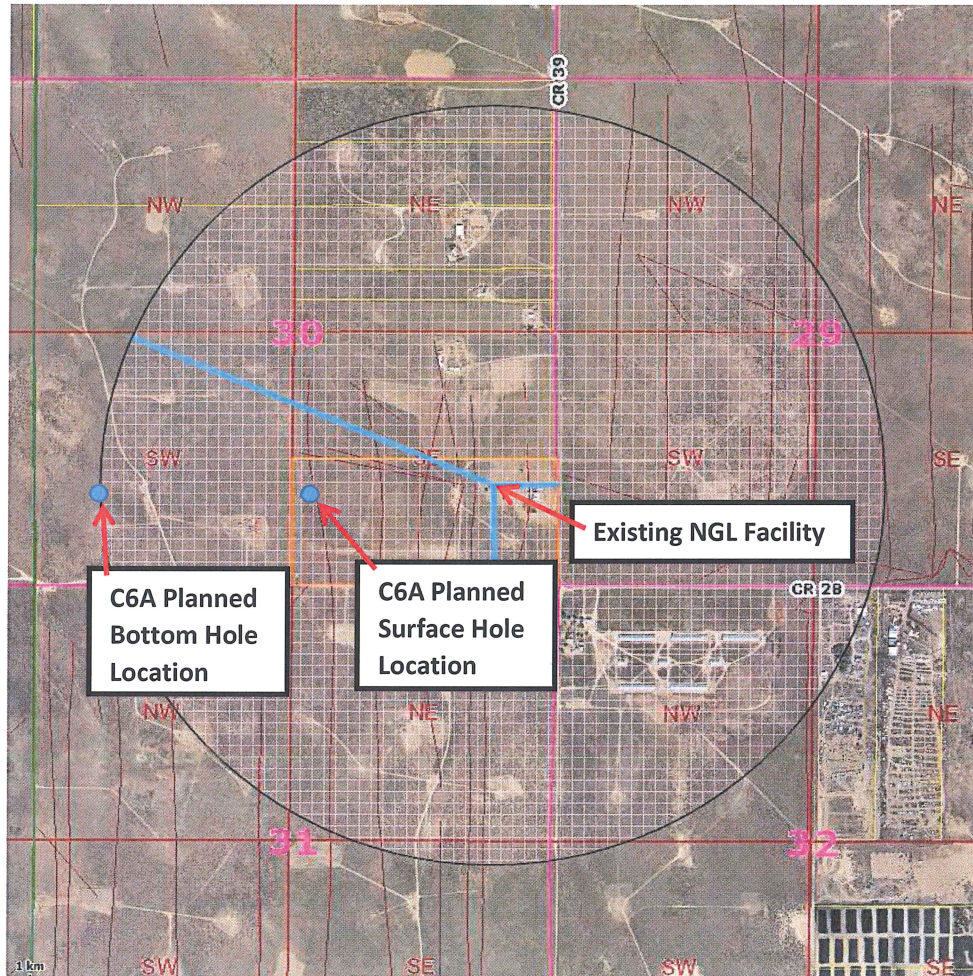 CR 39
NW
NE
NW
NE
30
29
SW
SE
SW
SE
Existing NGL Facility
C6A Planned
Bottom Hole
Location
C6A Planned
Surface Hole
Location
CR 28
NW
NE
NW
NE
31
32
1 km
SW
SE
SW
SE